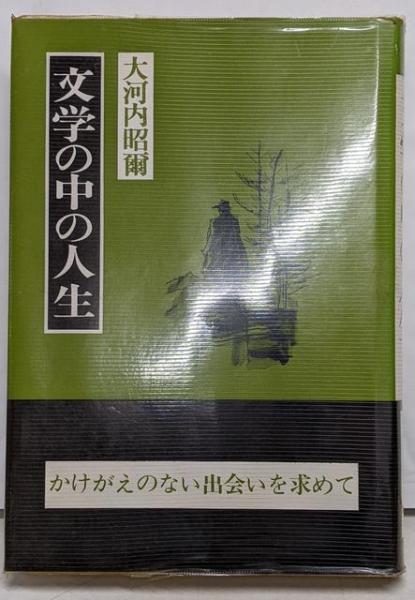 大河内昭爾
文学の中の人生
かけがえのない出会いを求めて